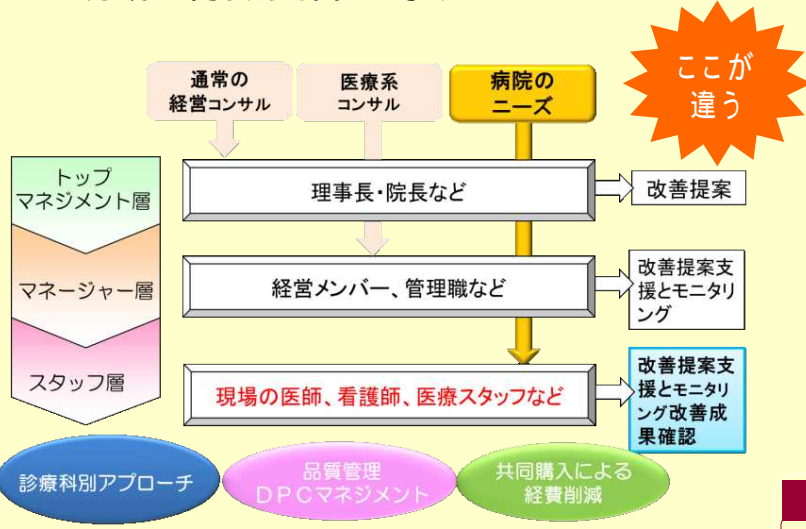 通常の
経営コンサル
医療系
コンサル
病院の
ニーズ
ここが
違う
トップ
マネジメント層
理事長・院長など
改善提案
マネージャー層
経営メンバー、管理職など
改善提案支
援とモニタリ
ング
スタッフ層
現場の医師、看護師、医療スタッフなど
改善提案支
援とモニタリ
ング改善成
果確認
診療科別アプローチ
品質管理
DPCマネジメント
共同購入による
経費削減